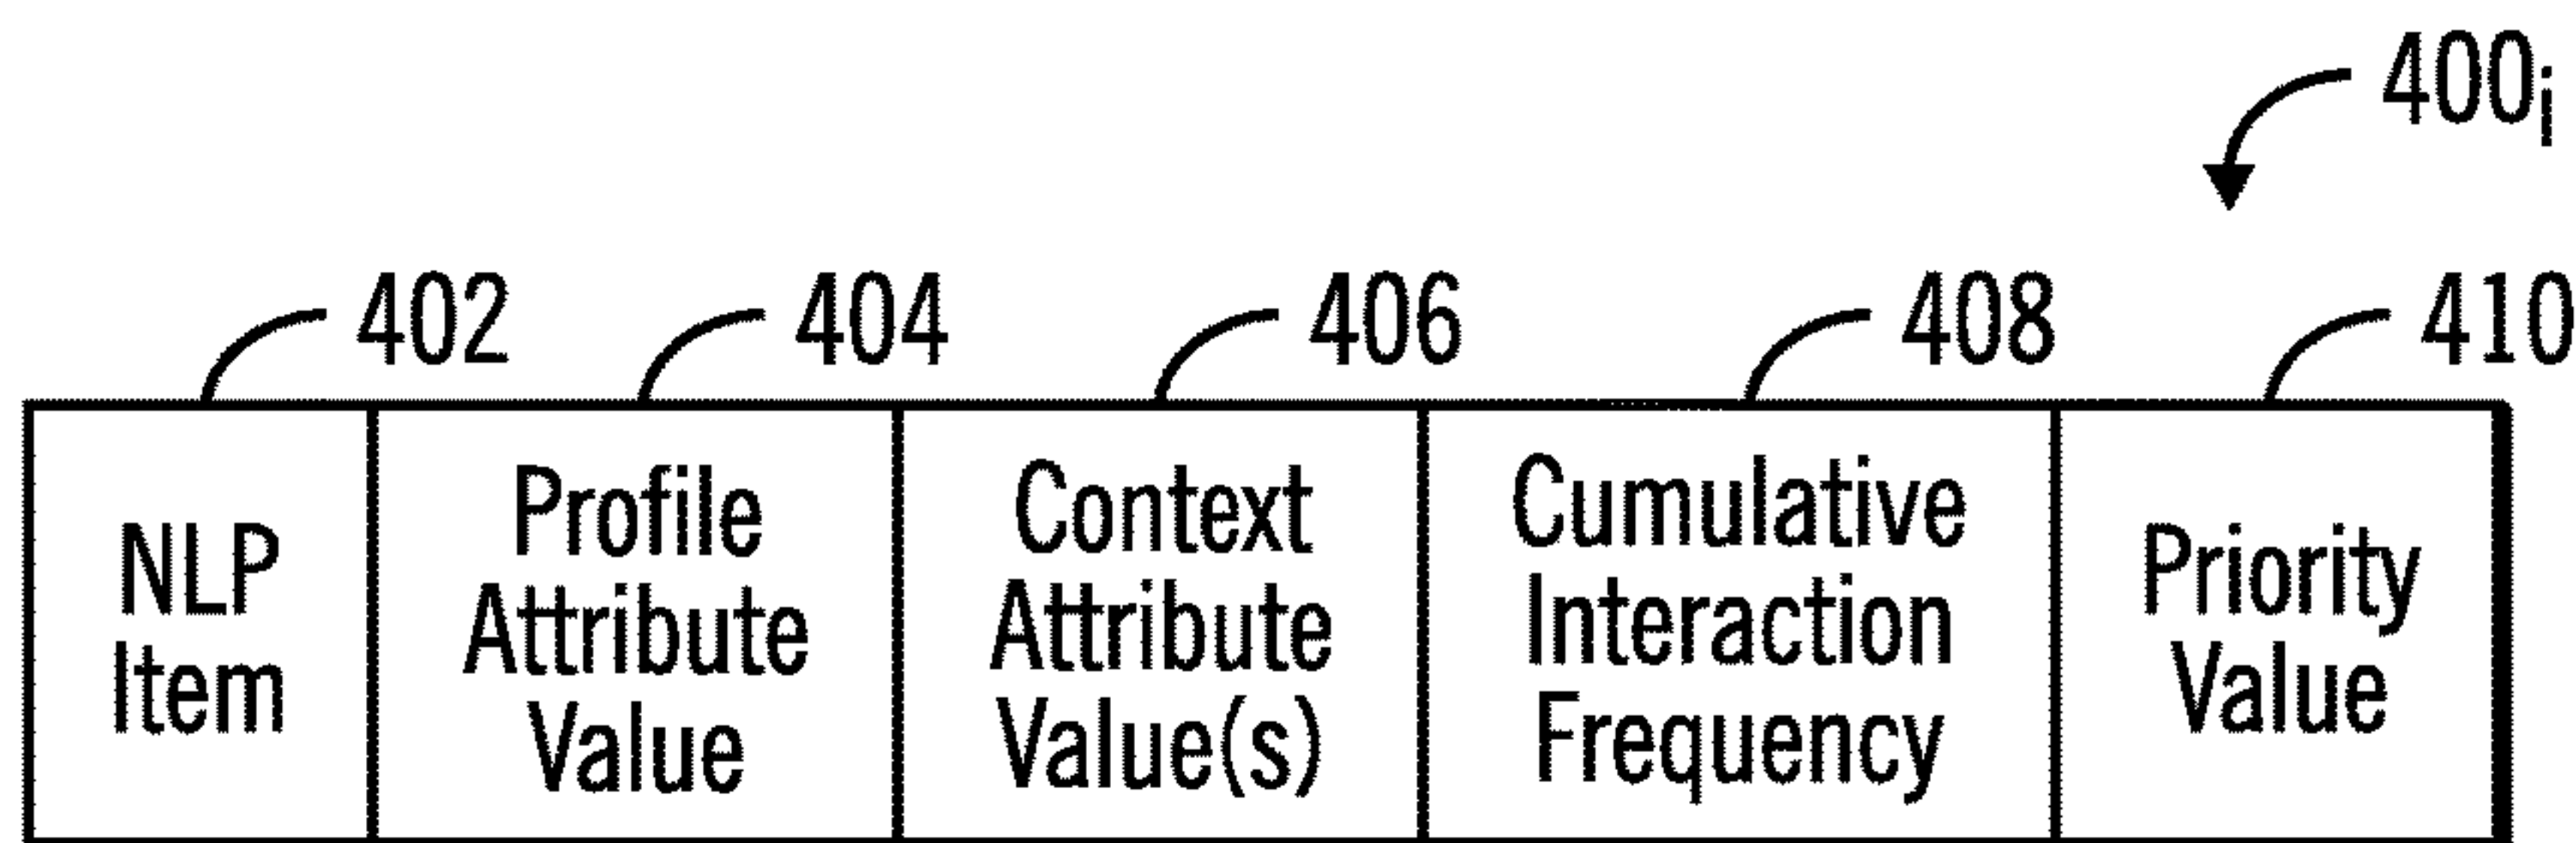 400i
402 404 406 408 410
NLP
Item
Profile
Attribute
Value
Context
Attribute
Value(s)
Cumulative
Interaction
Frequency
Priority
Value